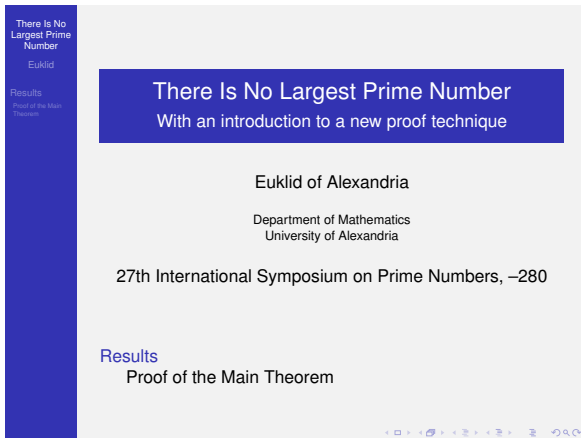 There Is No
Largest Prime
Number
Euklid
Results
Proof of the Main
Theorem
There Is No Largest Prime Number
With an introduction to a new proof technique
Euklid of Alexandria
Department of Mathematics
University of Alexandria
27th International Symposium on Prime Numbers, –280
Results
Proof of the Main Theorem